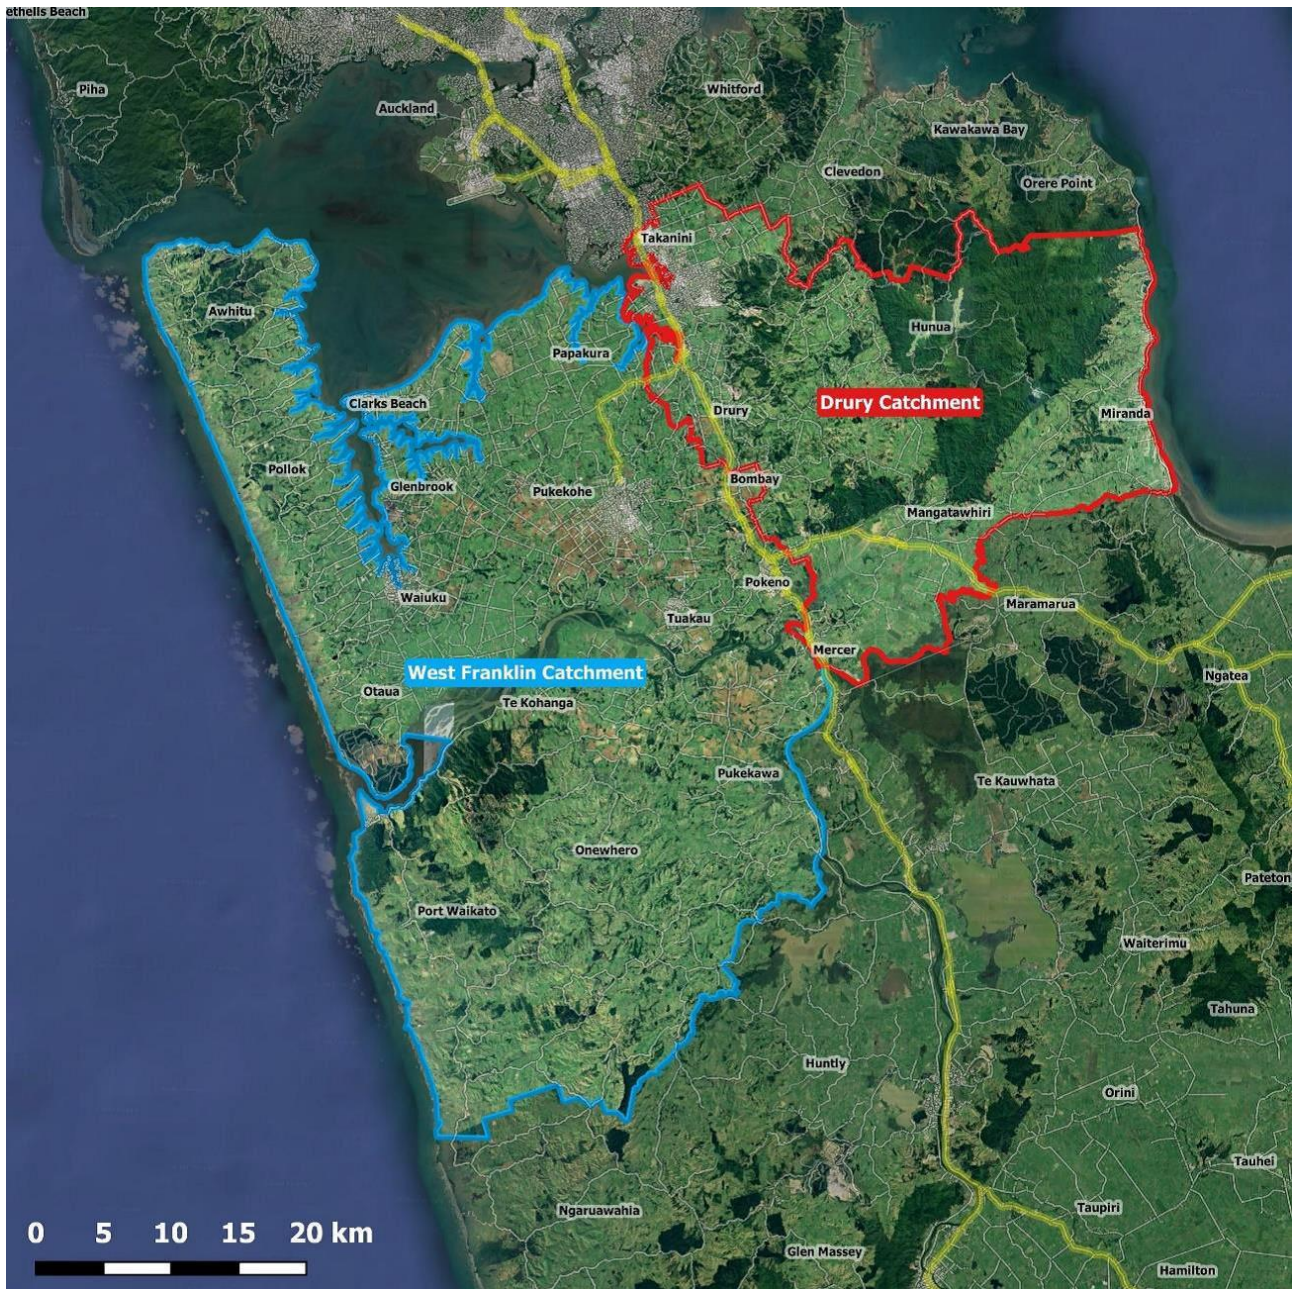 ethells Beach
Piha
Auckland
Whitford
Kawakawa Bay
Clevedon
Orere Point
Takanini
Awhitu
Hunua
Papakura
Clarks Beach
Drury Catchment
Drury
Miranda
Pollok
Glenbrook
Bombay
Pukekohe
Mangatawhiri
Pokeno
Waiuku
Maramarua
Tuakau
Mercer
West Franklin Catchment
Ngatea
Otaua
Te Kohanga
Pukekawa
Te Kauwhata
Onewhero
Pateton
Port Waikato
Waiterimu
Tahuna
Huntly
Orini
Tauhei
Ngaruawahia
Taupiri
0 5 10 15 20 km
Glen Massey
Hamilton